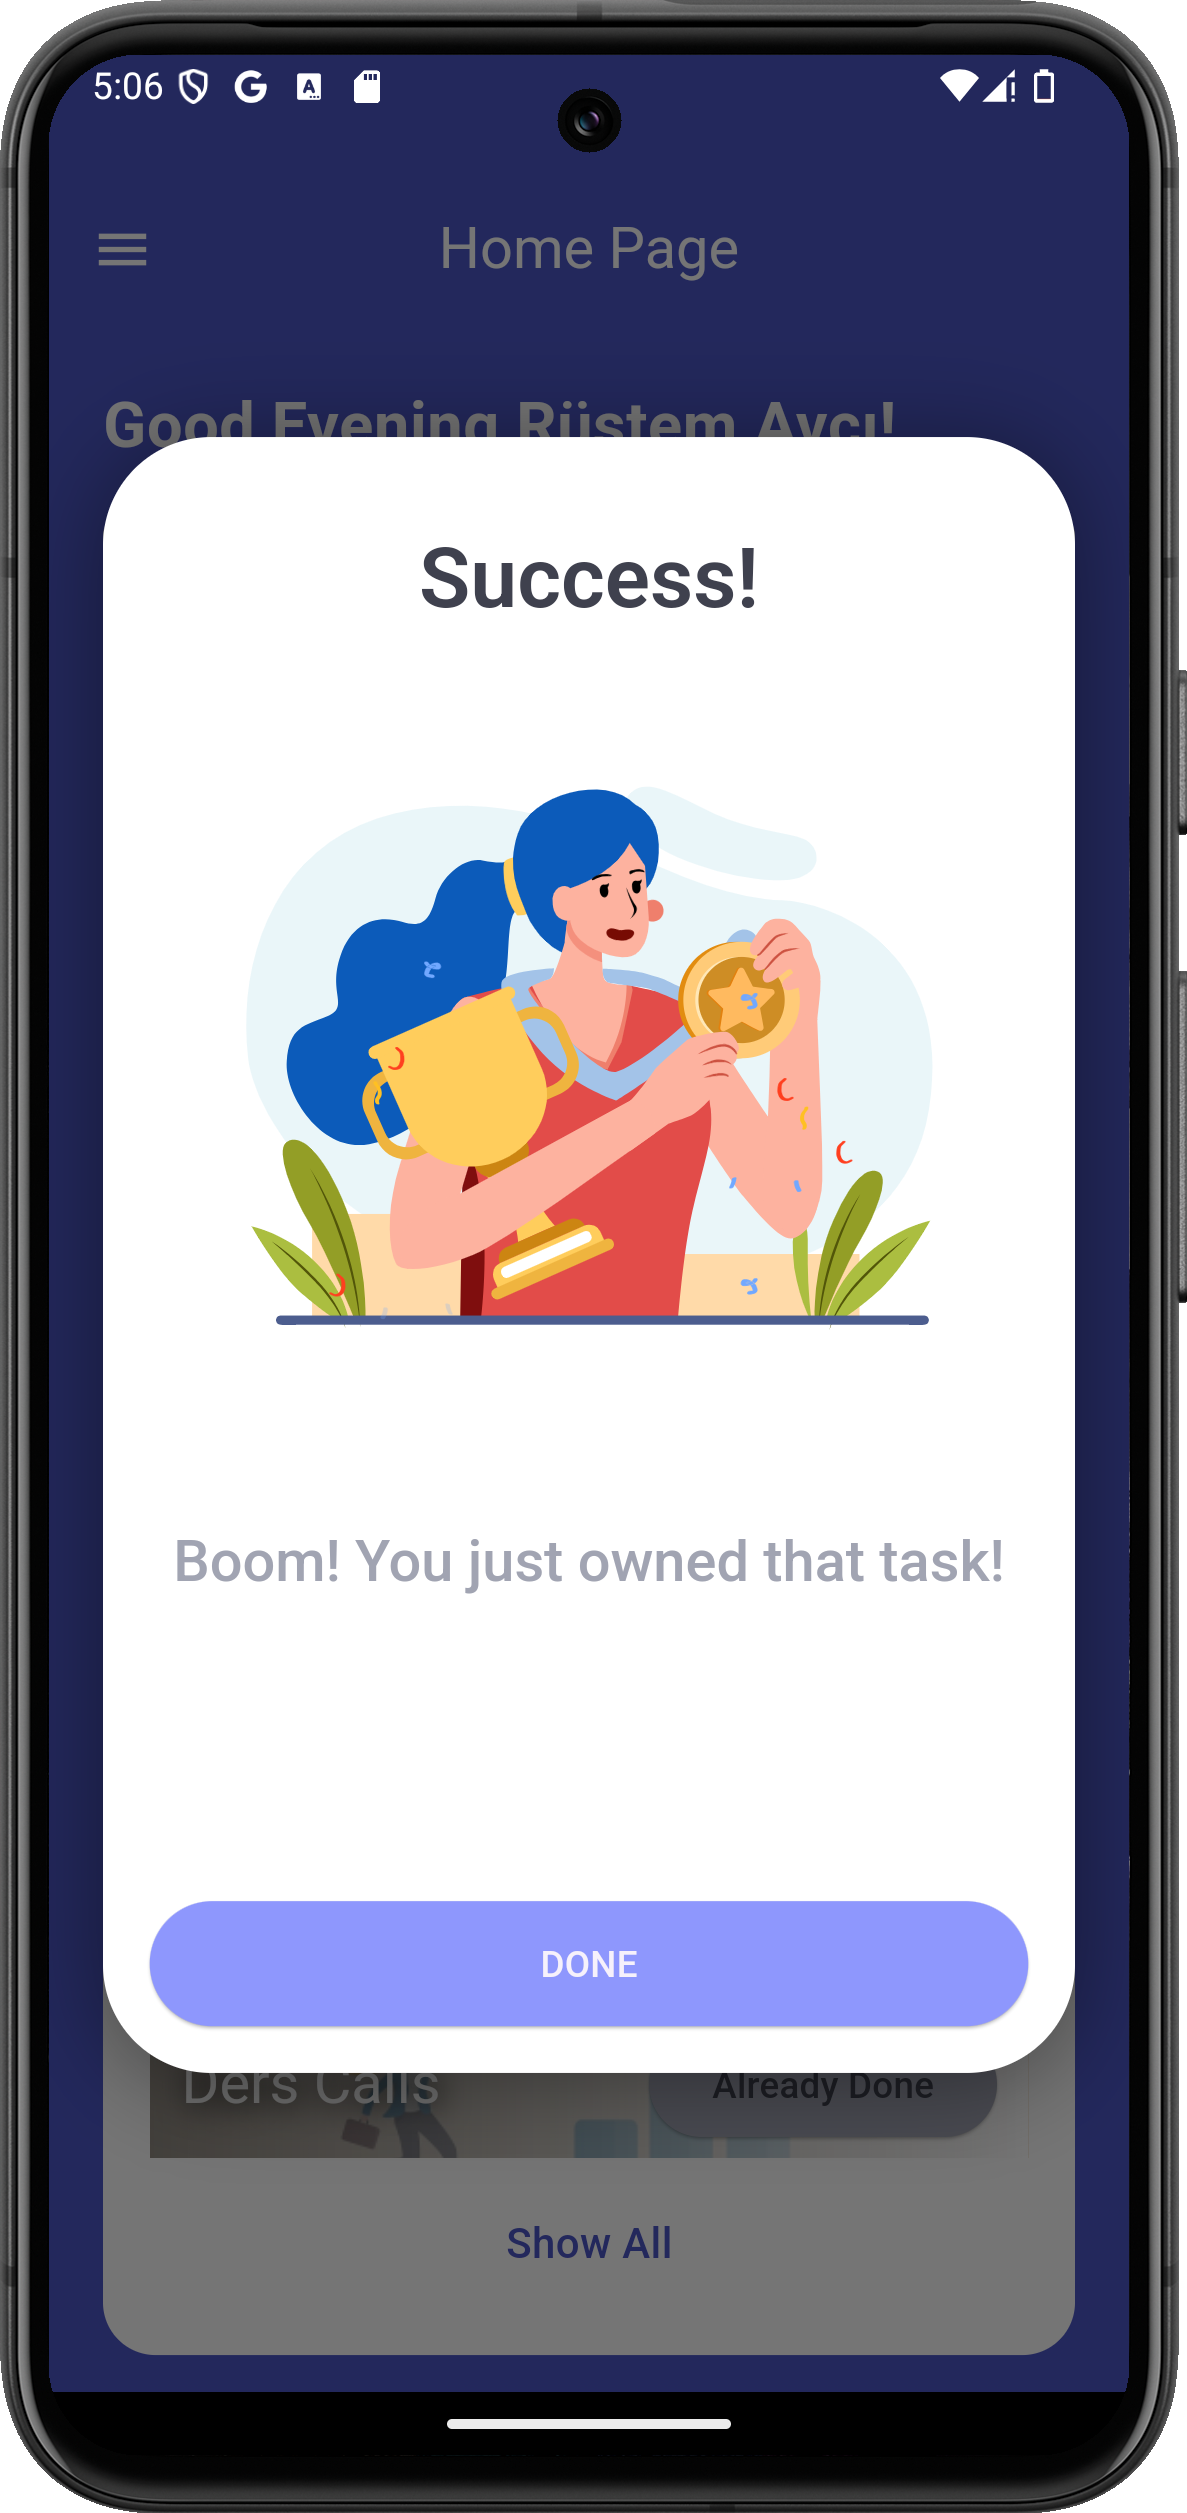 5:06
Home Page
Good Evening Rüstem Avcı!
Success!
Boom! You just owned that task!
DONE
Ders Calls
Already Done
Show All